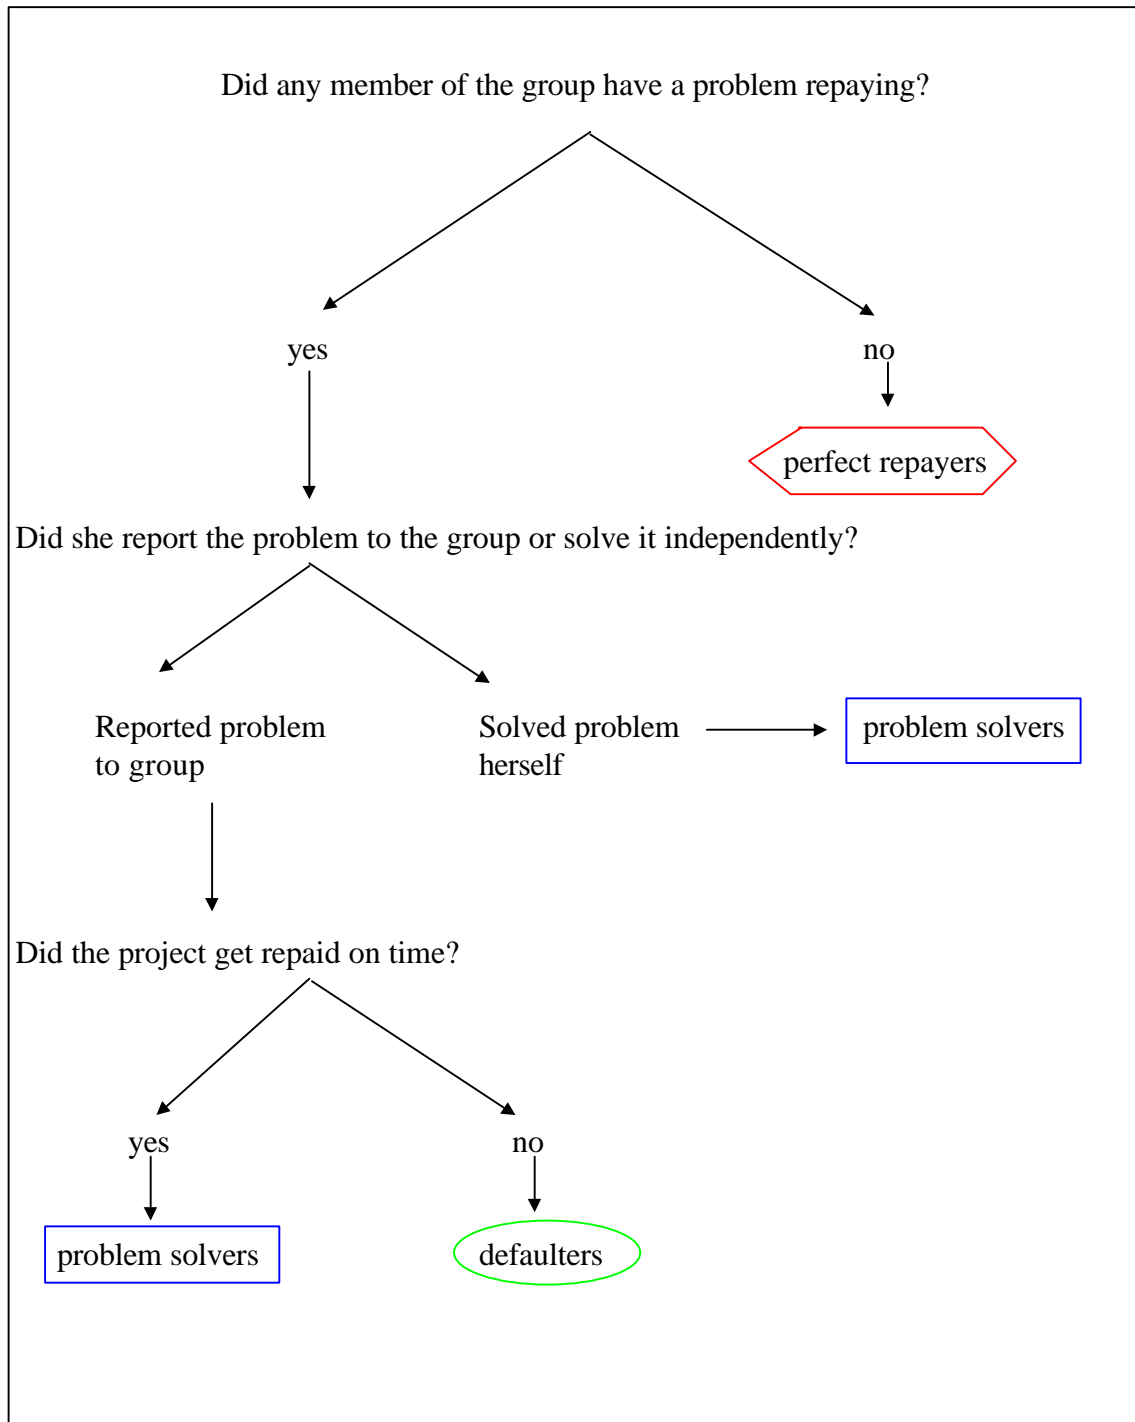 Did any member of the group have a problem repaying?
yes
no
perfect repayers
Did she report the problem to the group or solve it independently?
Reported problem
to group
Solved problem
herself
problem solvers
Did the project get repaid on time?
yes
no
problem solvers
defaulters